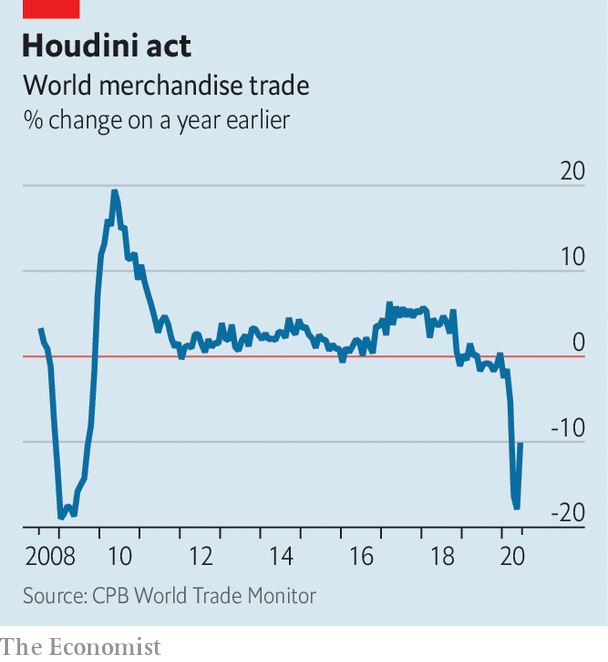 Houdini act
World merchandise trade
% change on a year earlier
20
10
0
-10
-20
2008 10 12 14 16 18 20
Source: CPB World Trade Monitor
The Economist